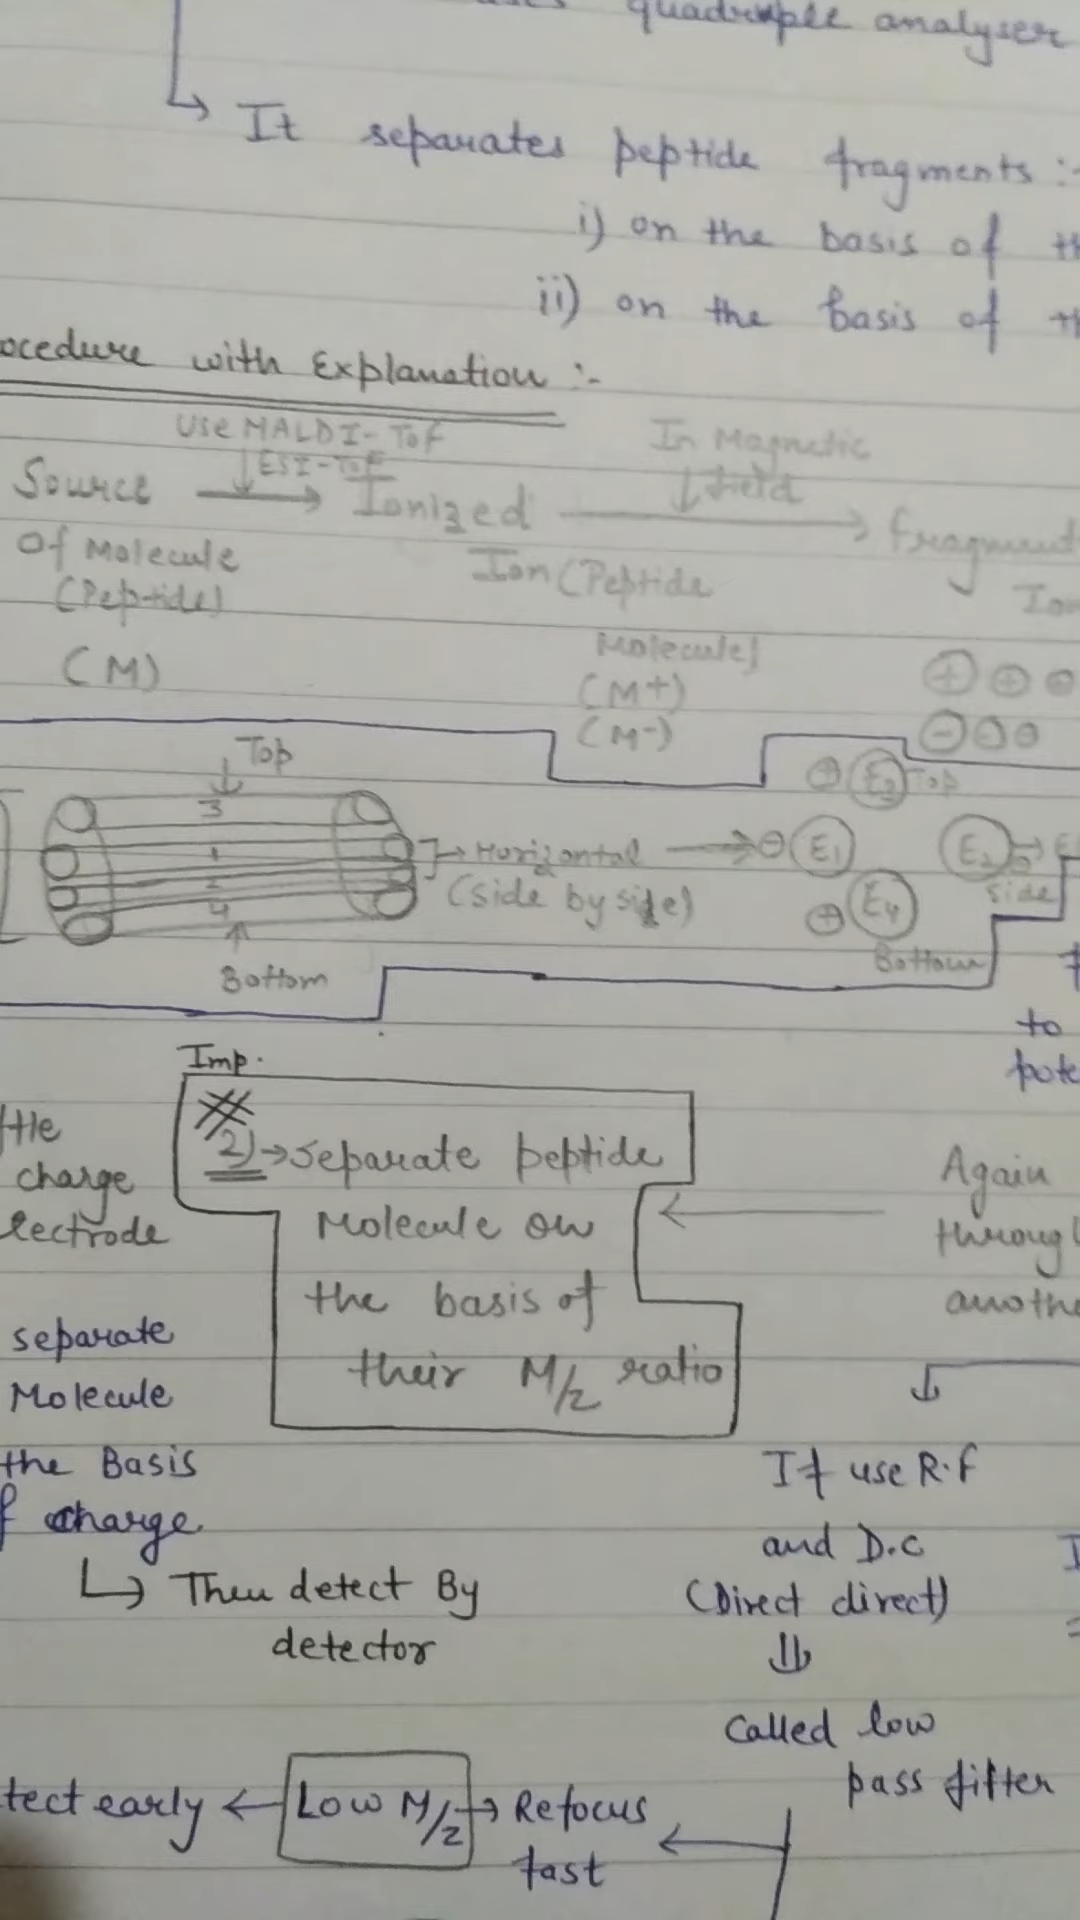 quadruple analyser
It separates peptide fragments :-
i) on the basis of
ii) on the basis of
ocedure with Explanation :-
Use MALDI-Tof
ESI-Tof
In Magnetic
field
Source
Ionized
fragment
Of Molecule
Ion (Peptide
(Peptide)
Molecule)
(M)
(M+)
(M-)
Top
3
1
2
4
Bottom
Horizontal
(side by side)
E3 Top
E1
E2
side
E4
Bottom
to
pote
Imp.
2) → separate peptide
Molecule on
the basis of
their M/z ratio
charge
lectrode
separate
Molecule
the Basis
f charge
Then detect By
detector
Again
through
anothe
It use R.f
and D.C
(Direct direct)
Called low
pass filter
tect early ← Low M/z → Refocus
fast